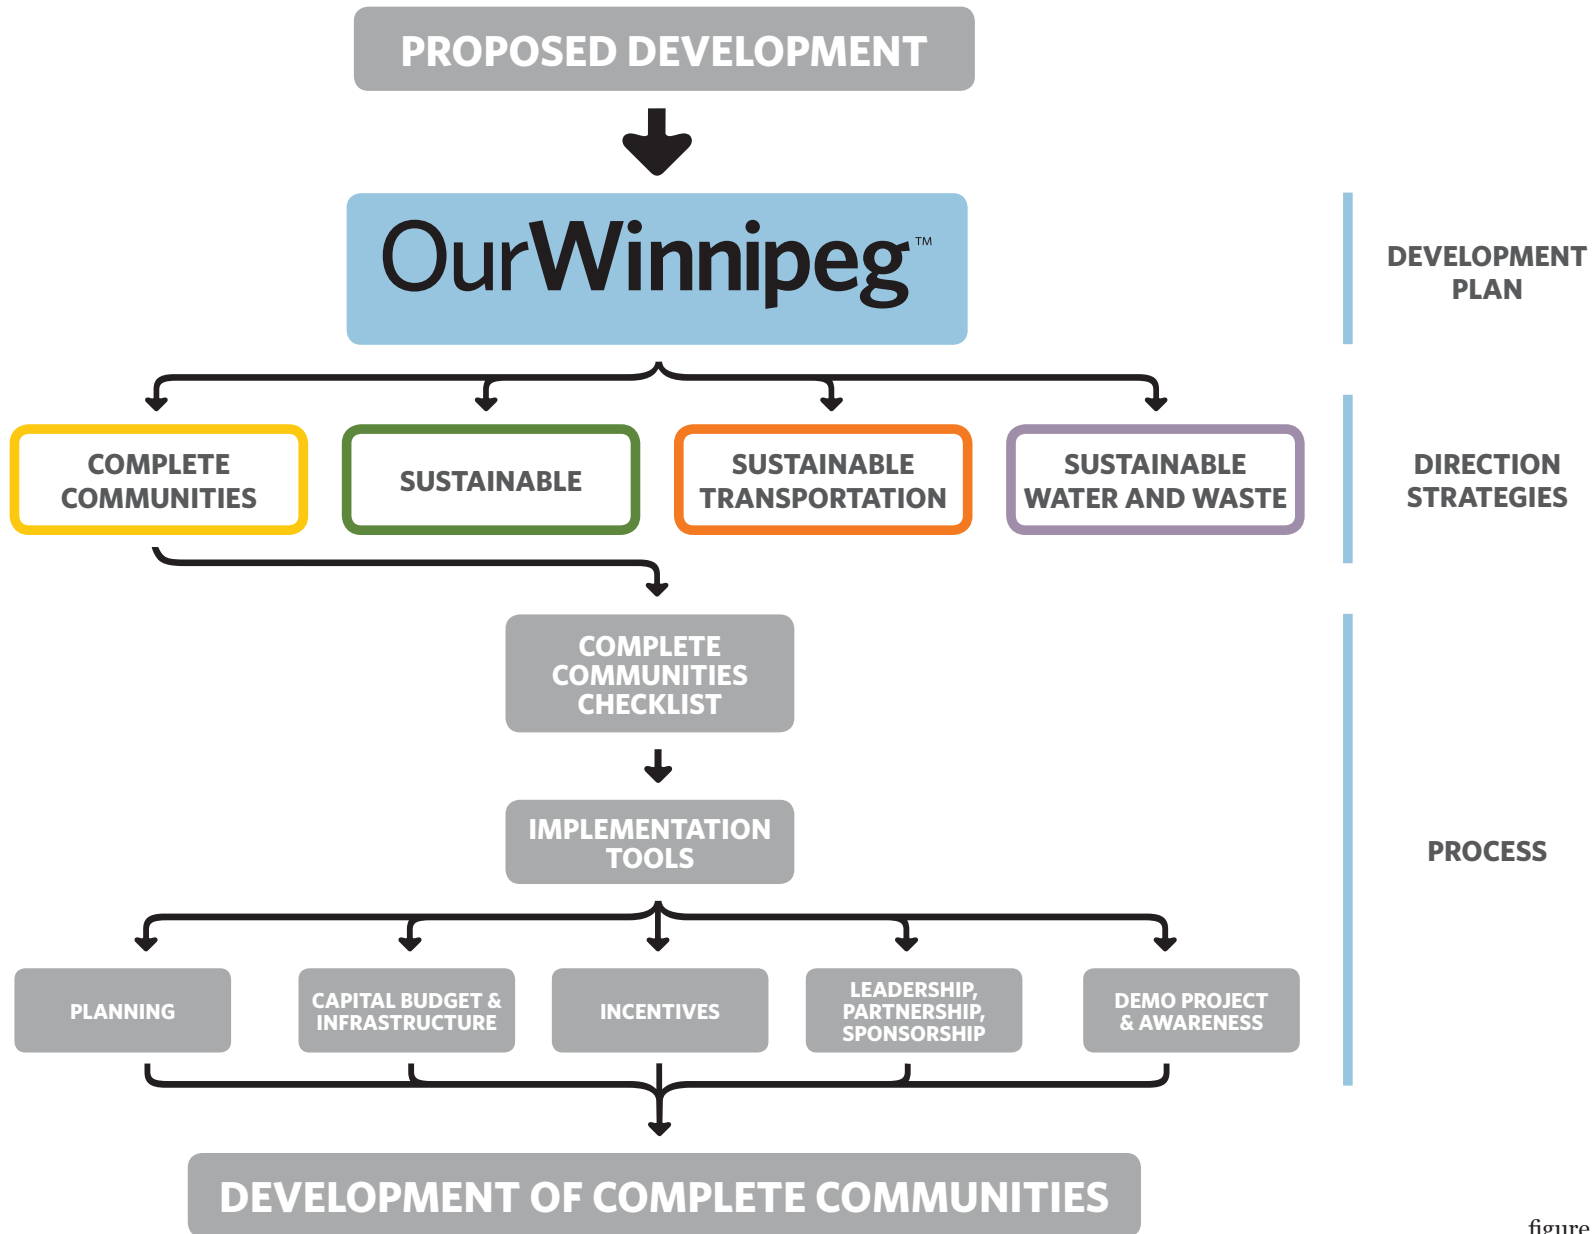 PROPOSED DEVELOPMENT
OurWinnipeg™
DEVELOPMENT
PLAN
COMPLETE
COMMUNITIES
SUSTAINABLE
SUSTAINABLE
TRANSPORTATION
SUSTAINABLE
WATER AND WASTE
DIRECTION
STRATEGIES
COMPLETE
COMMUNITIES
CHECKLIST
IMPLEMENTATION
TOOLS
PROCESS
PLANNING
CAPITAL BUDGET &
INFRASTRUCTURE
INCENTIVES
LEADERSHIP,
PARTNERSHIP,
SPONSORSHIP
DEMO PROJECT
& AWARENESS
DEVELOPMENT OF COMPLETE COMMUNITIES
figure